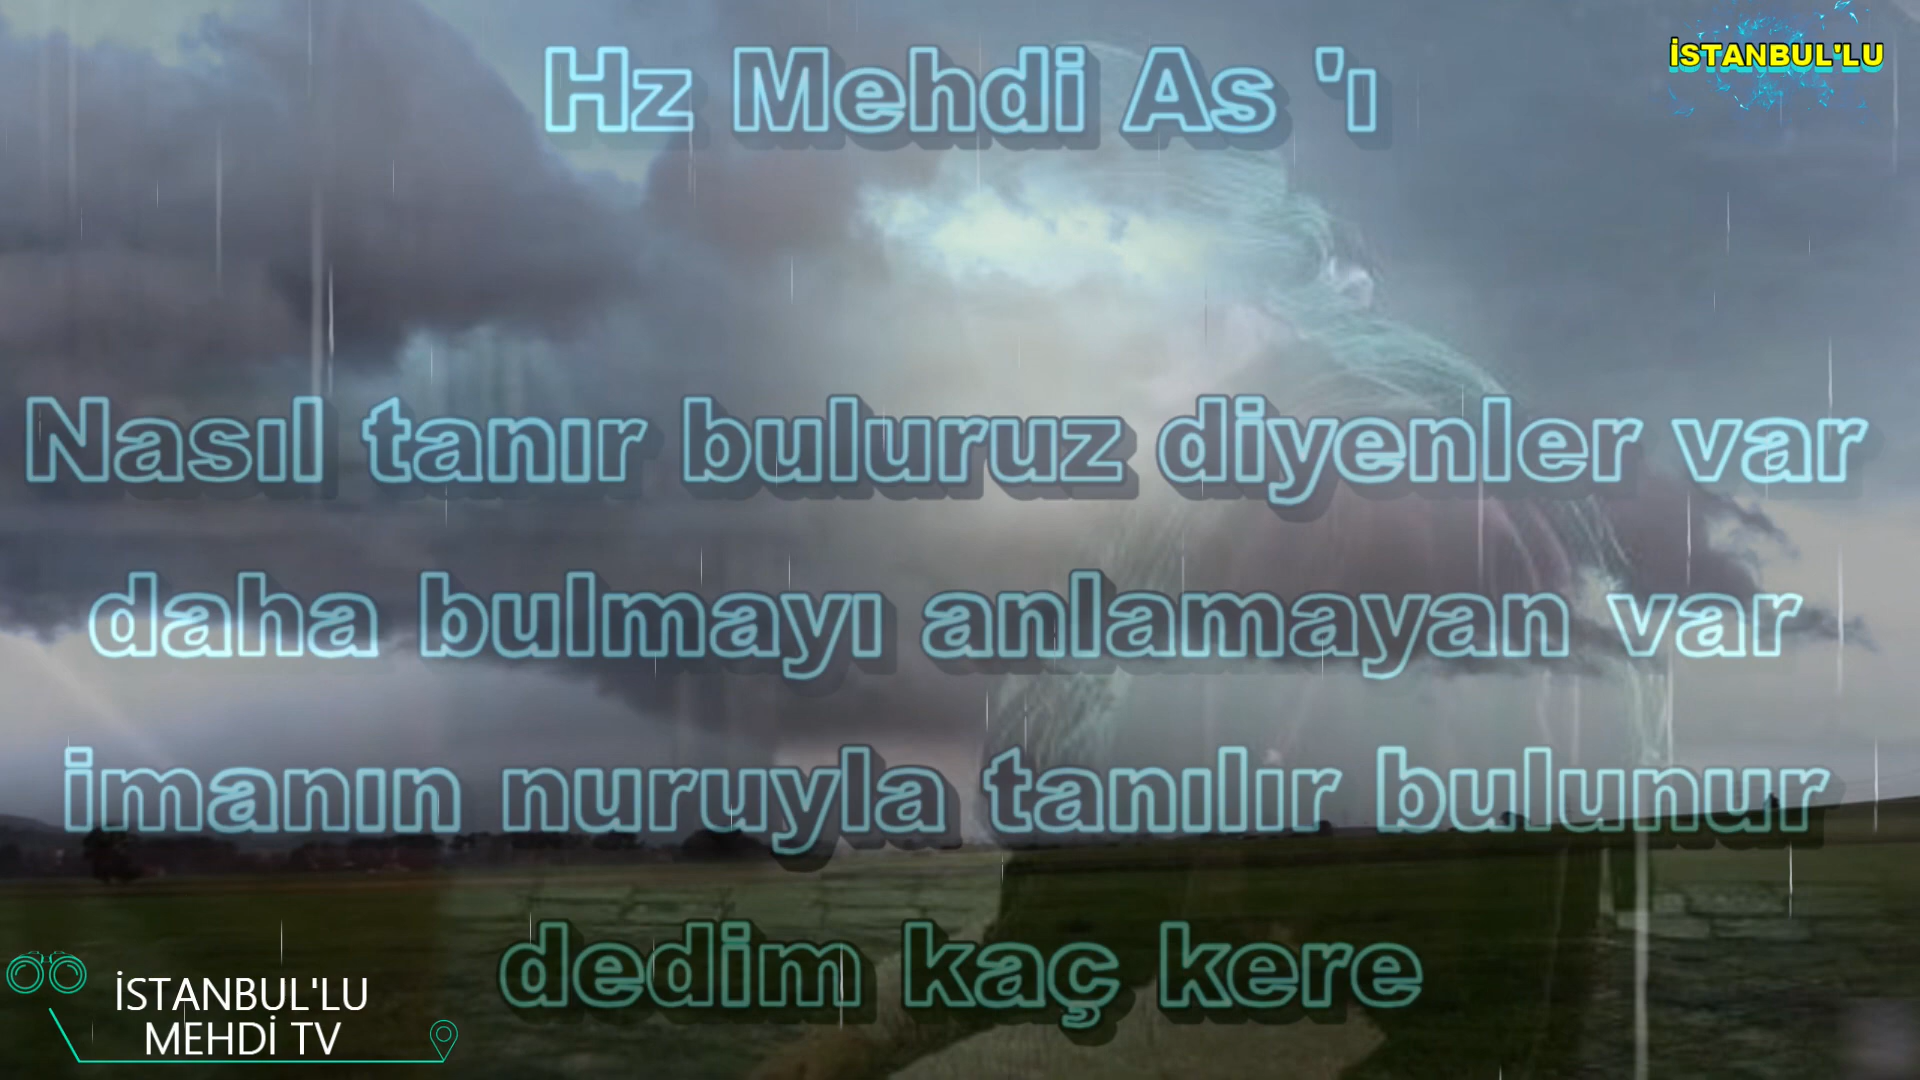 Hz Mehdi As 'ı
İSTANBUL'LU
Nasıl tanır buluruz diyenler var
daha bulmayı anlamayan var
imanın nuruyla tanılır bulunur
dedim kaç kere
İSTANBUL'LU
MEHDİ TV